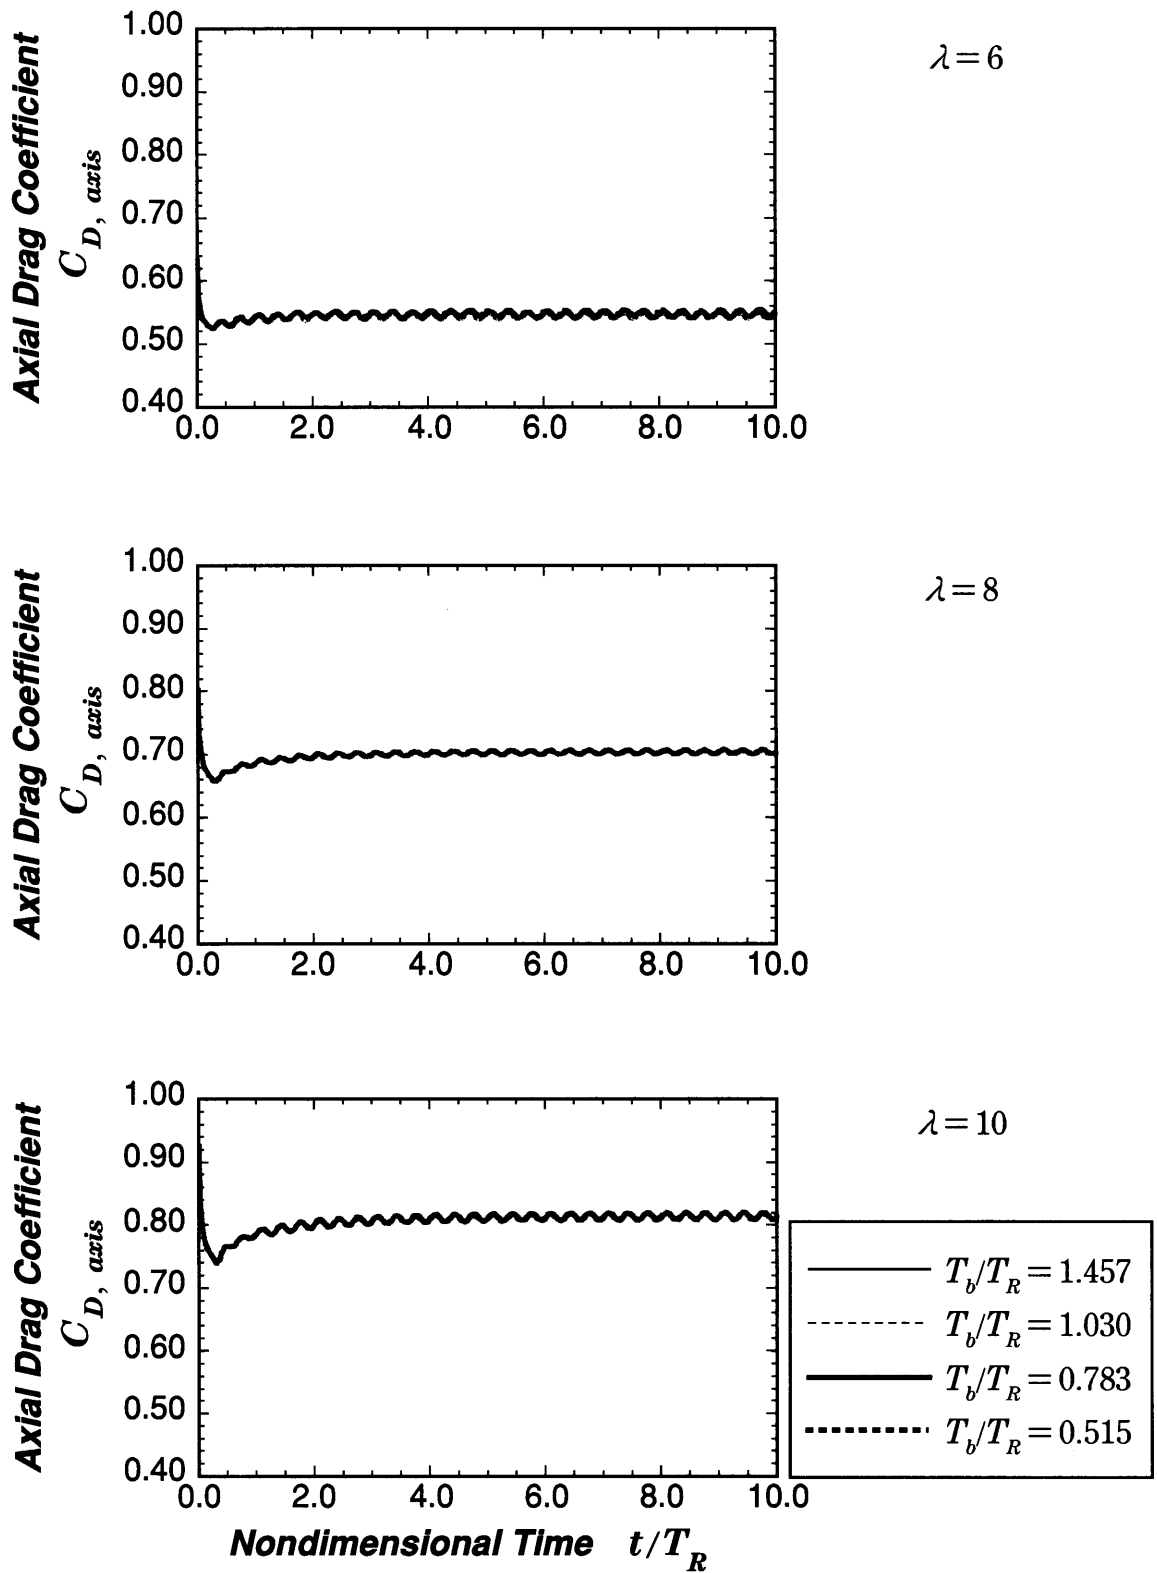 λ=6
Axial Drag Coefficient
C_D, axis
1.00
0.90
0.80
0.70
0.60
0.50
0.40
0.0 2.0 4.0 6.0 8.0 10.0
λ=8
Axial Drag Coefficient
C_D, axis
1.00
0.90
0.80
0.70
0.60
0.50
0.40
0.0 2.0 4.0 6.0 8.0 10.0
λ=10
Axial Drag Coefficient
C_D, axis
1.00
0.90
0.80
0.70
0.60
0.50
0.40
0.0 2.0 4.0 6.0 8.0 10.0
Nondimensional Time t/T_R
T_b/T_R=1.457
T_b/T_R=1.030
T_b/T_R=0.783
T_b/T_R=0.515